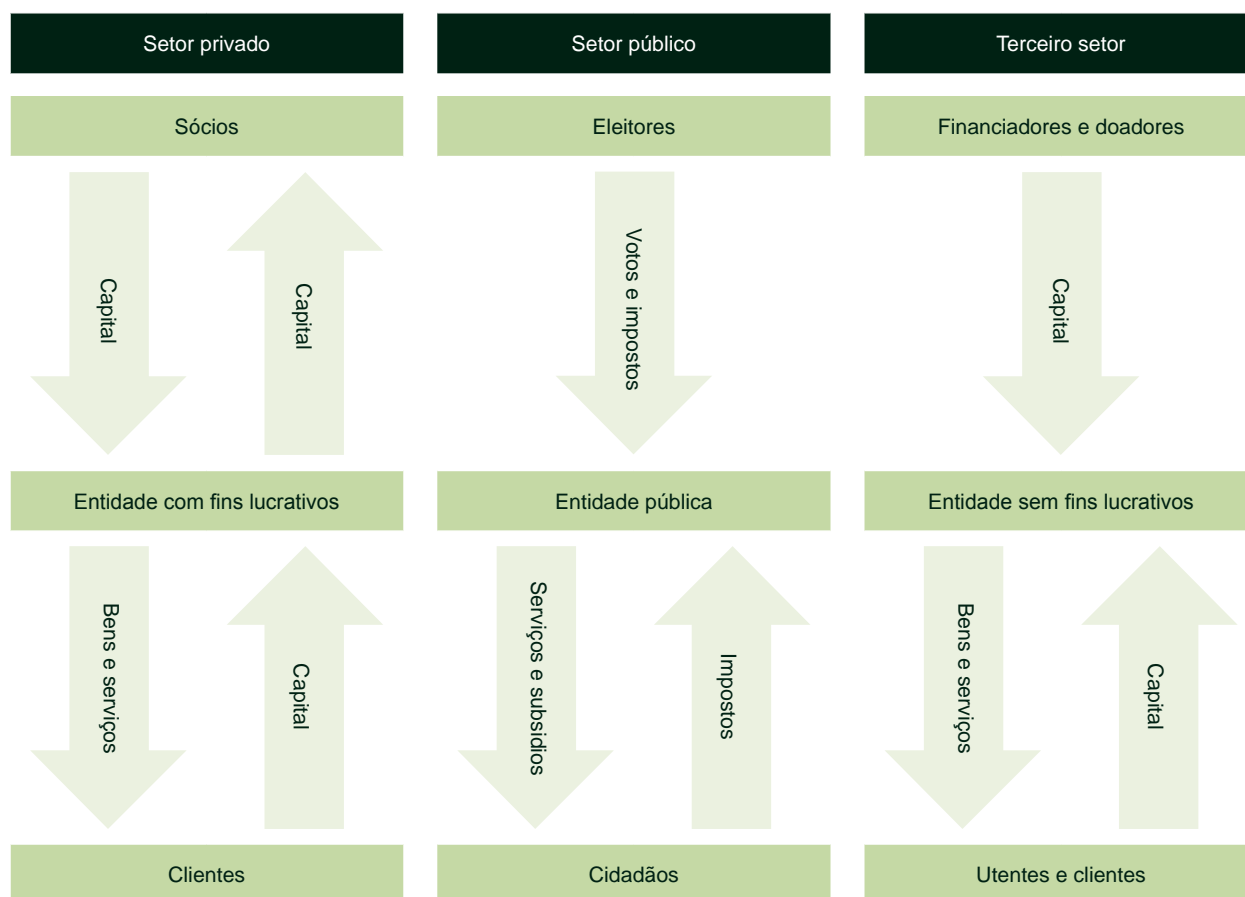 Setor privado
Setor público
Terceiro setor
Sócios
Eleitores
Financiadores e doadores
Capital
Capital
Votos e impostos
Capital
Entidade com fins lucrativos
Entidade pública
Entidade sem fins lucrativos
Bens e serviços
Capital
Serviços e subsidios
Impostos
Bens e serviços
Capital
Clientes
Cidadãos
Utentes e clientes